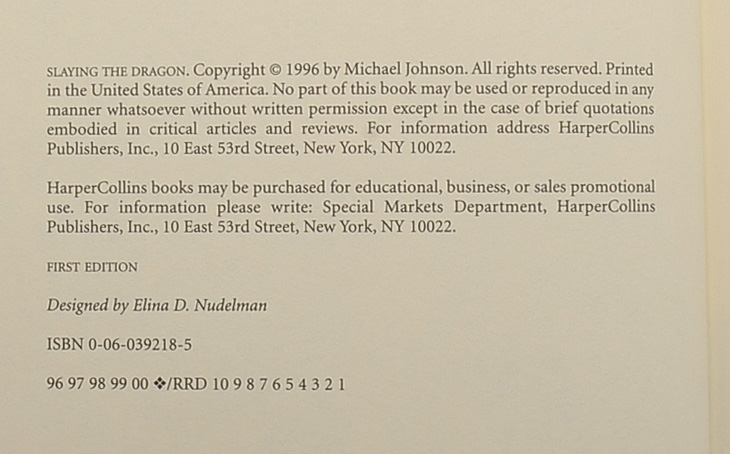 SLAYING THE DRAGON. Copyright © 1996 by Michael Johnson. All rights reserved. Printed
in the United States of America. No part of this book may be used or reproduced in any
manner whatsoever without written permission except in the case of brief quotations
embodied in critical articles and reviews. For information address HarperCollins
Publishers, Inc., 10 East 53rd Street, New York, NY 10022.
HarperCollins books may be purchased for educational, business, or sales promotional
use. For information please write: Special Markets Department, HarperCollins
Publishers, Inc., 10 East 53rd Street, New York, NY 10022.
FIRST EDITION
Designed by Elina D. Nudelman
ISBN 0-06-039218-5
96 97 98 99 00 ❖/RRD 10 9 8 7 6 5 4 3 2 1